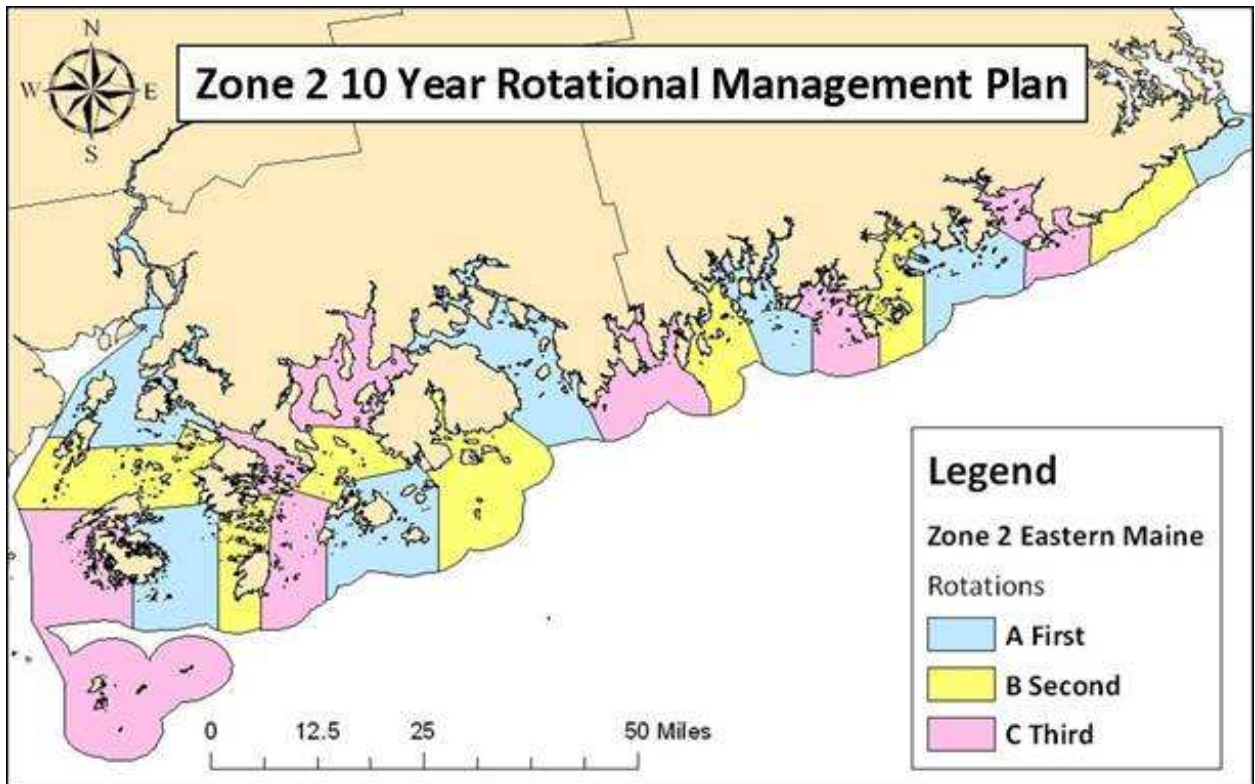 N
W E
S
Zone 2 10 Year Rotational Management Plan
Legend
Zone 2 Eastern Maine
Rotations
A First
B Second
C Third
0 12.5 25 50 Miles